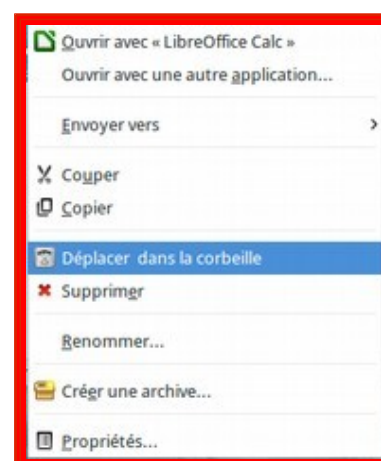 Ouvrir avec « LibreOffice Calc »
Ouvrir avec une autre application...
Envoyer vers
Couper
Copier
Déplacer dans la corbeille
Supprimer
Renommer...
Créer une archive...
Propriétés...